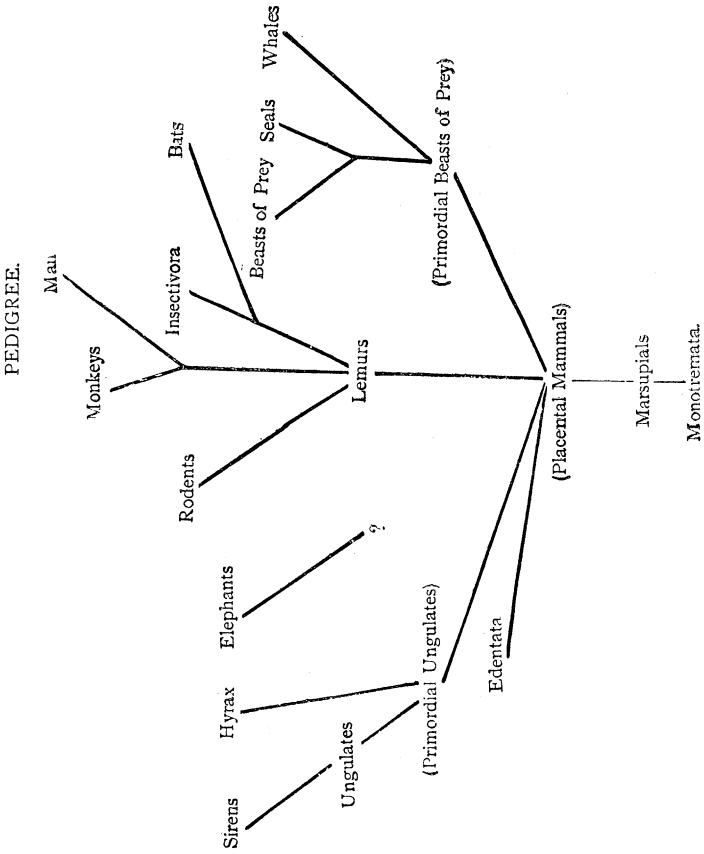 PEDIGREE.
Man
Monkeys
Whales
Seals
Bats
Beasts of Prey
Insectivora
Rodents
Elephants
Hyrax
Sirens
Lemurs
?
Ungulates
(Primordial Beasts of Prey)
(Primordial Ungulates)
Edentata
(Placental Mammals)
Marsupials
Monotremata.